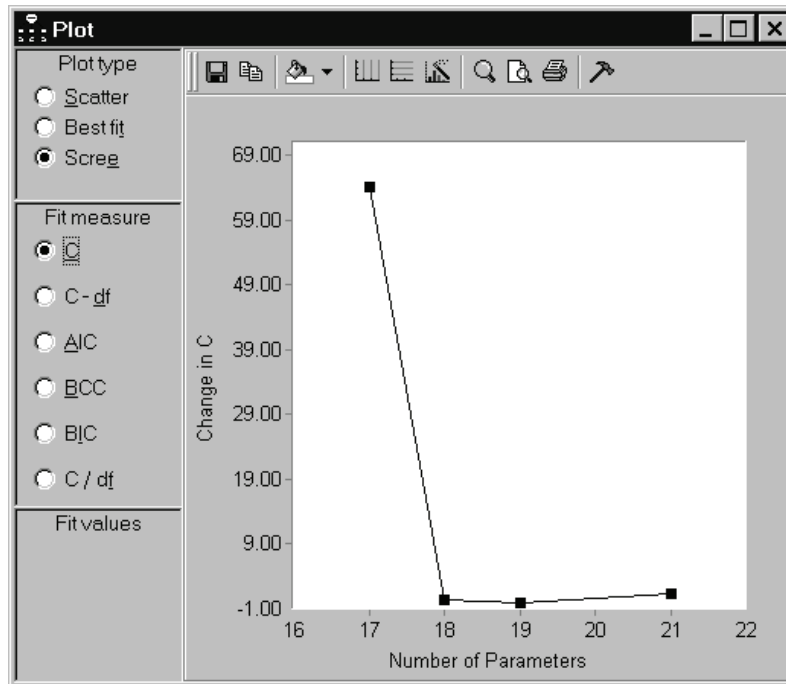 Plot
Plot type
Scatter
Best fit
Scree
Fit measure
C
C - df
AIC
BCC
BIC
C / df
Fit values
69.00
59.00
49.00
39.00
29.00
19.00
9.00
-1.00
Change in C
16 17 18 19 20 21 22
Number of Parameters